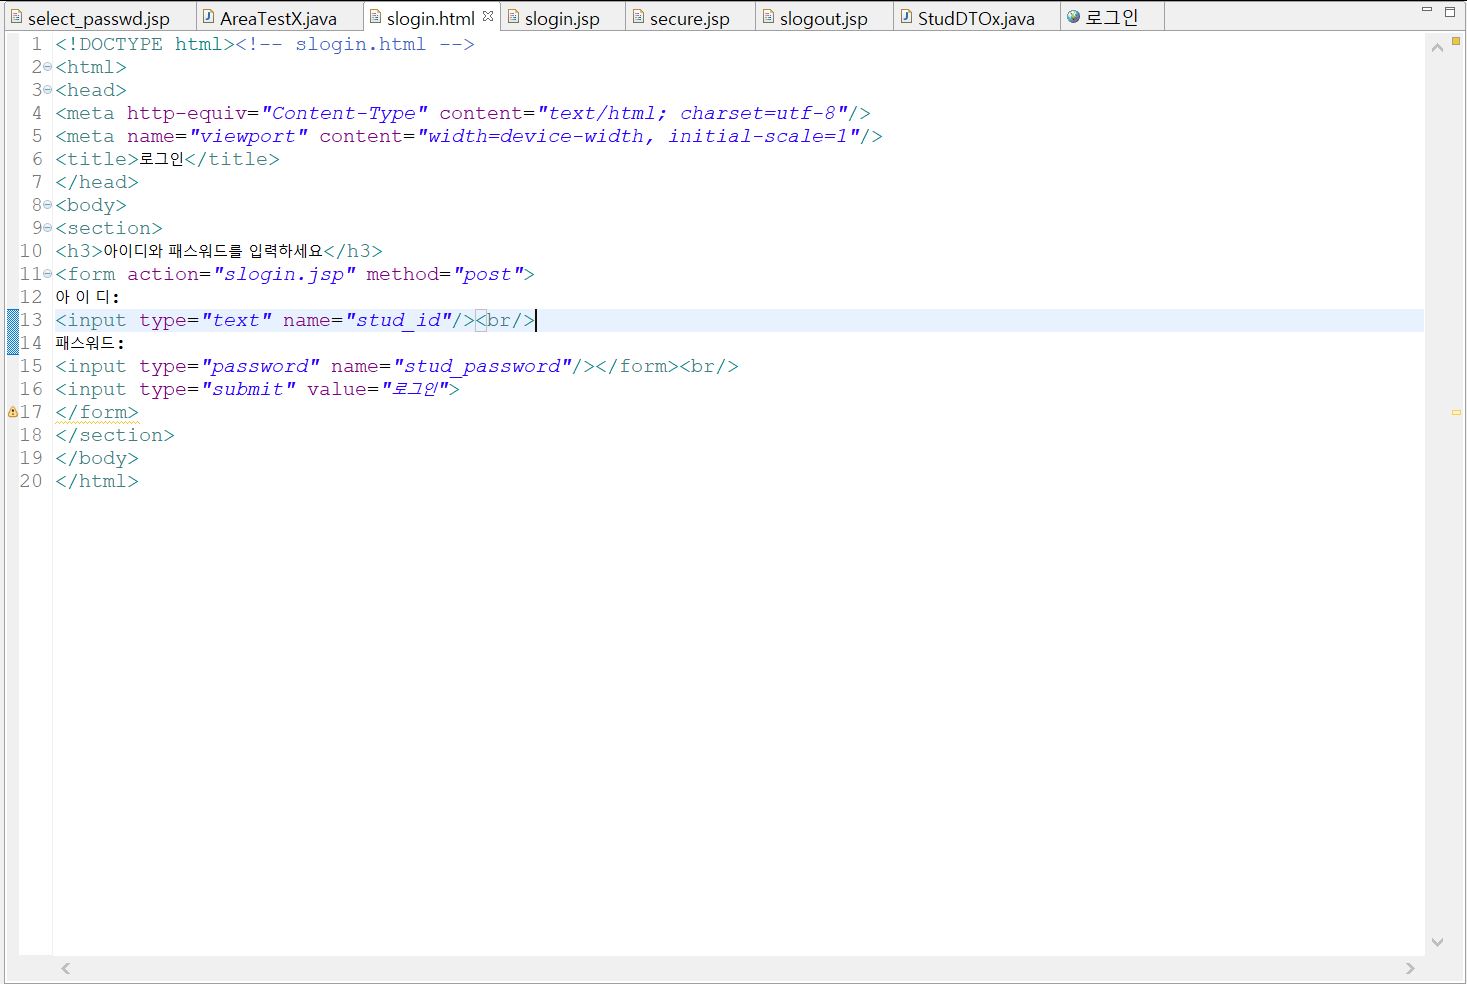 select_passwd.jsp AreaTestX.java slogin.html slogin.jsp secure.jsp slogout.jsp StudDTOx.java 로그인
1 <!DOCTYPE html><!-- slogin.html -->
2 <html>
3 <head>
4 <meta http-equiv="Content-Type" content="text/html; charset=utf-8"/>
5 <meta name="viewport" content="width=device-width, initial-scale=1"/>
6 <title>로그인</title>
7 </head>
8 <body>
9 <section>
10 <h3>아이디와 패스워드를 입력하세요</h3>
11 <form action="slogin.jsp" method="post">
12 아 이 디:
13 <input type="text" name="stud_id"/><br/>
14 패스워드:
15 <input type="password" name="stud_password"/></form><br/>
16 <input type="submit" value="로그인">
17 </form>
18 </section>
19 </body>
20 </html>